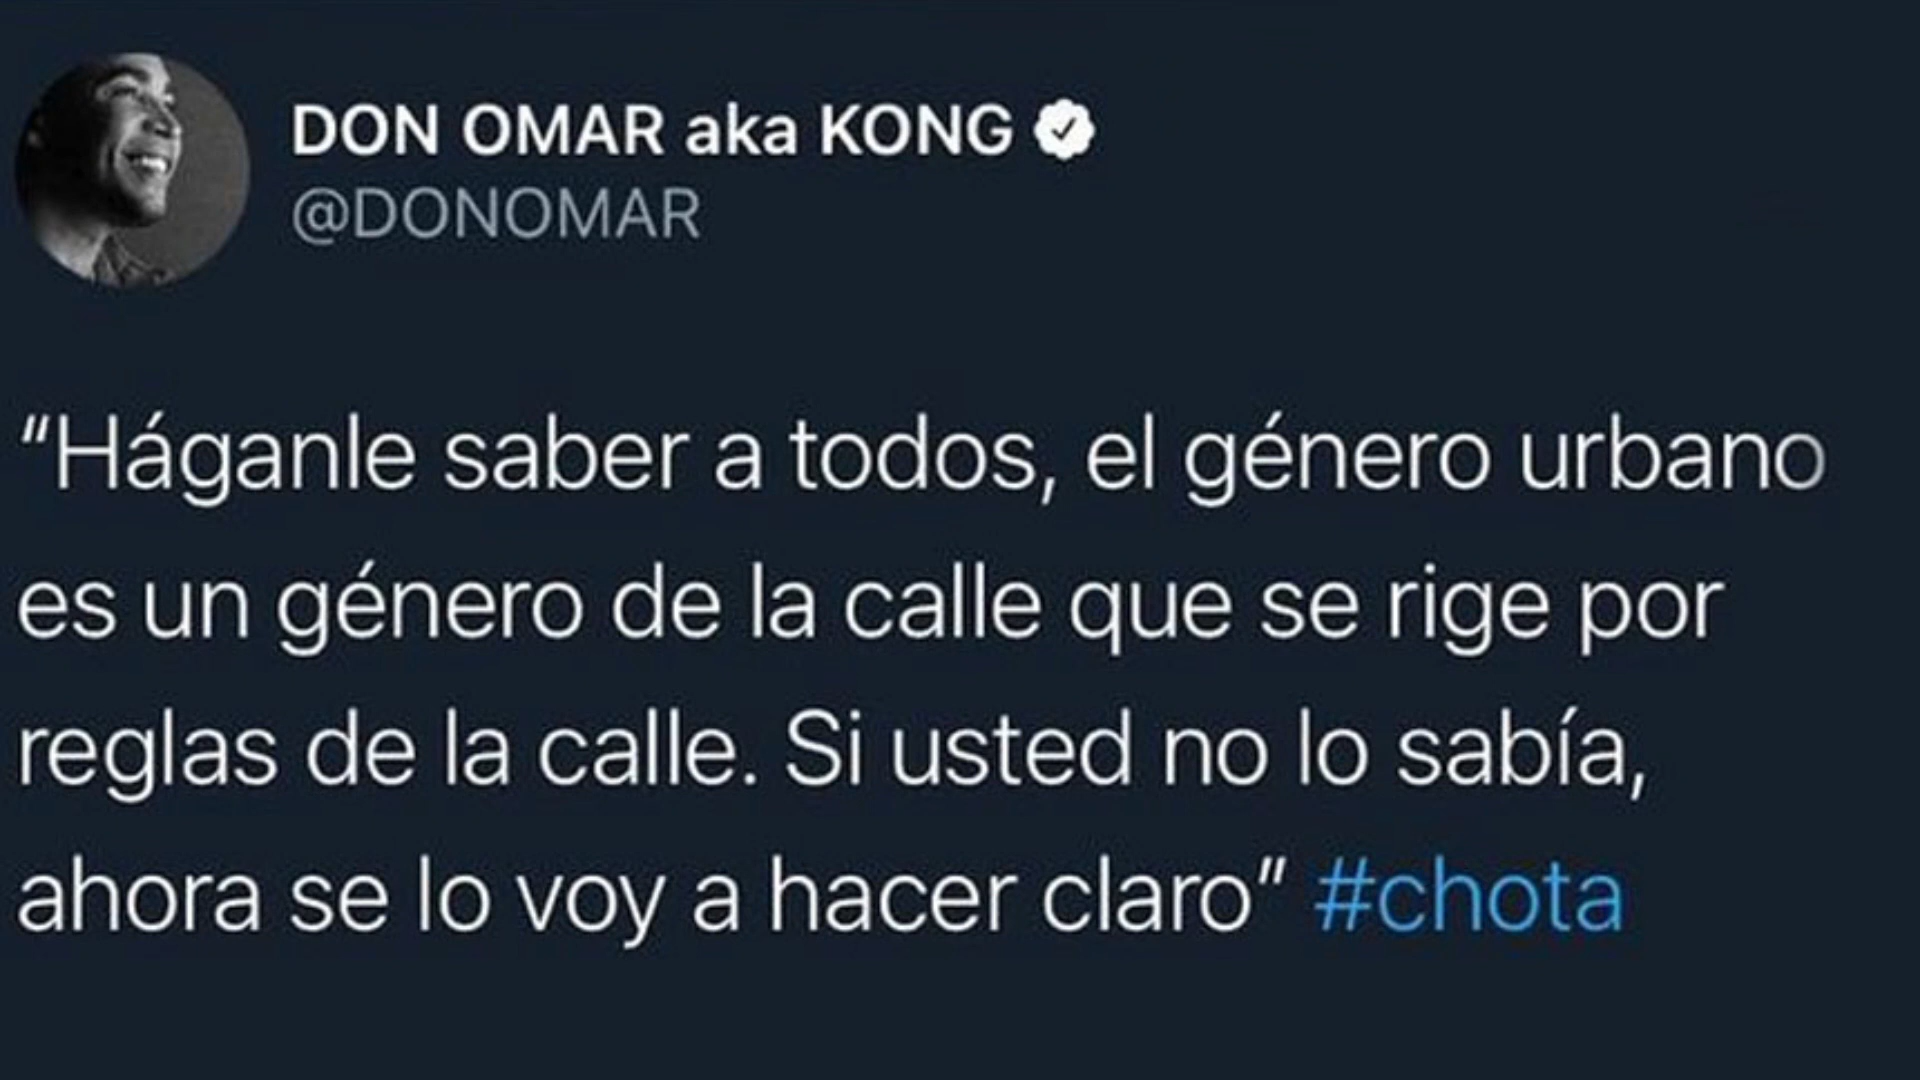 DON OMAR aka KONG
@DONOMAR
“Háganle saber a todos, el género urbano
es un género de la calle que se rige por
reglas de la calle. Si usted no lo sabía,
ahora se lo voy a hacer claro” #chota